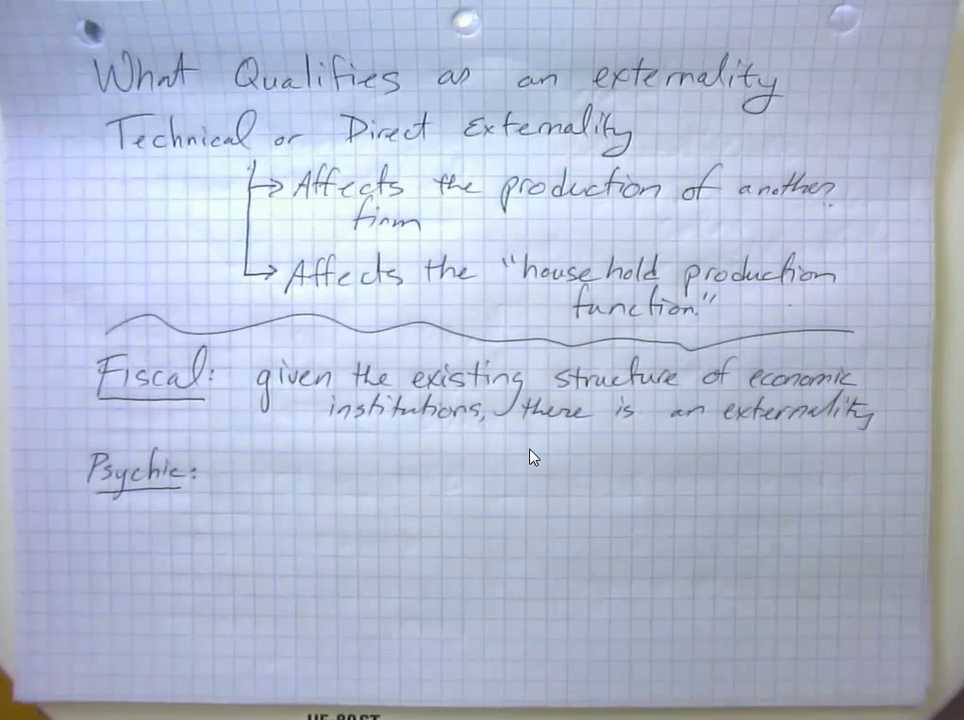 What Qualifies as an externality
Technical or Direct Externality
→ Affects the production of another
firm
→ Affects the "household production
function."
Fiscal: given the existing structure of economic
institutions, there is an externality
Psychic: